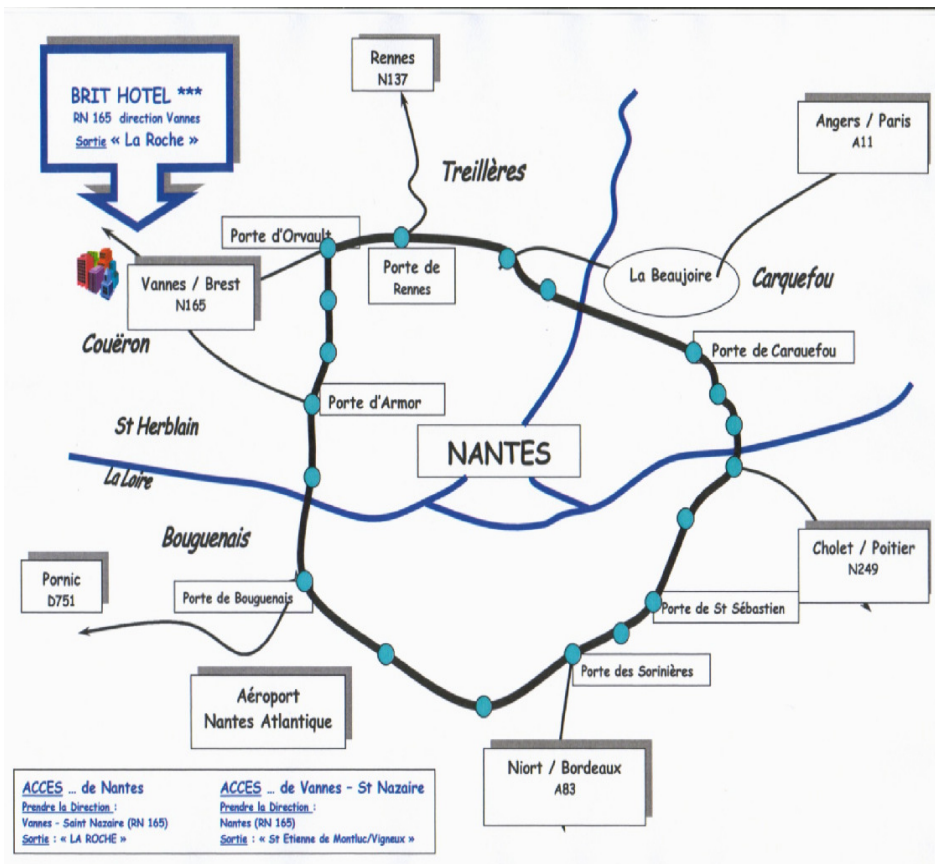 BRIT HOTEL ***
RN 165 direction Vannes
Sortie « La Roche »
Rennes
N137
Angers / Paris
A11
Treillères
Porte d'Orvault
Porte de
Rennes
La Beaujoire
Carquefou
Vannes / Brest
N165
Couëron
Porte de Carquefou
Porte d'Armor
St Herblain
NANTES
La Loire
Bouguenais
Cholet / Poitier
N249
Pornic
D751
Porte de Bouguenais
Porte de St Sébastien
Porte des Sorinières
Aéroport
Nantes Atlantique
Niort / Bordeaux
A83
ACCES ... de Nantes
Prendre la Direction :
Vannes - Saint Nazaire (RN 165)
Sortie : « LA ROCHE »
ACCES ... de Vannes - St Nazaire
Prendre la Direction :
Nantes (RN 165)
Sortie : « St Etienne de Montluc/Vigneux »